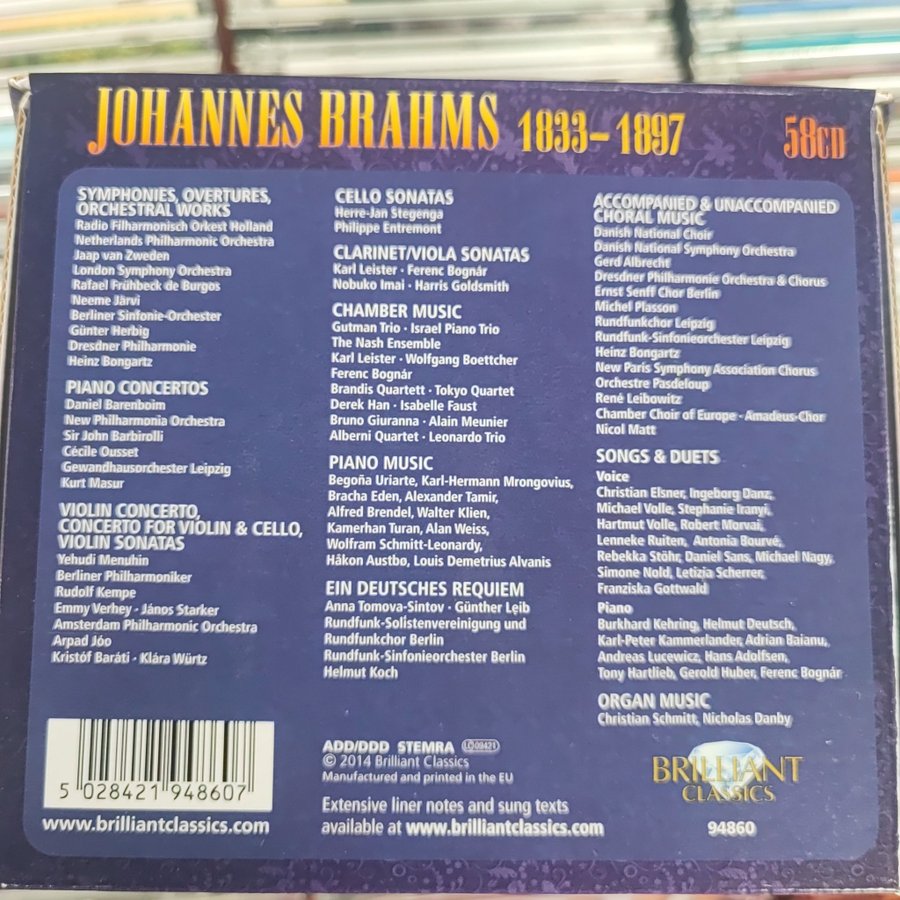 JOHANNES BRAHMS 1833–1897 58CD
SYMPHONIES, OVERTURES,
ORCHESTRAL WORKS
Radio Filharmonisch Orkest Holland
Netherlands Philharmonic Orchestra
Jaap van Zweden
London Symphony Orchestra
Rafael Frühbeck de Burgos
Neeme Järvi
Berliner Sinfonie-Orchester
Günter Herbig
Dresdner Philharmonie
Heinz Bongartz
PIANO CONCERTOS
Daniel Barenboim
New Philharmonia Orchestra
Sir John Barbirolli
Cécile Ousset
Gewandhausorchester Leipzig
Kurt Masur
VIOLIN CONCERTO,
CONCERTO FOR VIOLIN & CELLO,
VIOLIN SONATAS
Yehudi Menuhin
Berliner Philharmoniker
Rudolf Kempe
Emmy Verhey · János Starker
Amsterdam Philharmonic Orchestra
Arpad Jóo
Kristóf Baráti · Klára Würtz
5 028421 948607
www.brilliantclassics.com
CELLO SONATAS
Herre-Jan Stegenga
Philippe Entremont
CLARINET/VIOLA SONATAS
Karl Leister · Ferenc Bognár
Nobuko Imai · Harris Goldsmith
CHAMBER MUSIC
Gutman Trio · Israel Piano Trio
The Nash Ensemble
Karl Leister · Wolfgang Boettcher
Ferenc Bognár
Brandis Quartett · Tokyo Quartet
Derek Han · Isabelle Faust
Bruno Giuranna · Alain Meunier
Alberni Quartet · Leonardo Trio
PIANO MUSIC
Begoña Uriarte, Karl-Hermann Mrongovius,
Bracha Eden, Alexander Tamir,
Alfred Brendel, Walter Klien,
Kamerhan Turan, Alan Weiss,
Wolfram Schmitt-Leonardy,
Håkon Austbø, Louis Demetrius Alvanis
EIN DEUTSCHES REQUIEM
Anna Tomova-Sintov · Günther Leib
Rundfunk-Solistenvereinigung und
Rundfunkchor Berlin
Rundfunk-Sinfonieorchester Berlin
Helmut Koch
ADD/DDD STEMRA LC 09421
© 2014 Brilliant Classics
Manufactured and printed in the EU
Extensive liner notes and sung texts
available at www.brilliantclassics.com
ACCOMPANIED & UNACCOMPANIED
CHORAL MUSIC
Danish National Choir
Danish National Symphony Orchestra
Gerd Albrecht
Dresdner Philharmonie Orchestra & Chorus
Ernst Senff Chor Berlin
Michel Plasson
Rundfunkchor Leipzig
Rundfunk-Sinfonieorchester Leipzig
Heinz Bongartz
New Paris Symphony Association Chorus
Orchestre Pasdeloup
René Leibowitz
Chamber Choir of Europe · Amadeus-Chor
Nicol Matt
SONGS & DUETS
Voice
Christian Elsner, Ingeborg Danz,
Michael Volle, Stephanie Iranyi,
Hartmut Volle, Robert Morvai,
Lenneke Ruiten, Antonia Bourvé,
Rebekka Stöhr, Daniel Sans, Michael Nagy,
Simone Nold, Letizia Scherrer,
Franziska Gottwald
Piano
Burkhard Kehring, Helmut Deutsch,
Karl-Peter Kammerlander, Adrian Baianu,
Andreas Lucewicz, Hans Adolfsen,
Tony Hartlieb, Gerold Huber, Ferenc Bognár
ORGAN MUSIC
Christian Schmitt, Nicholas Danby
BRILLIANT
CLASSICS
94860